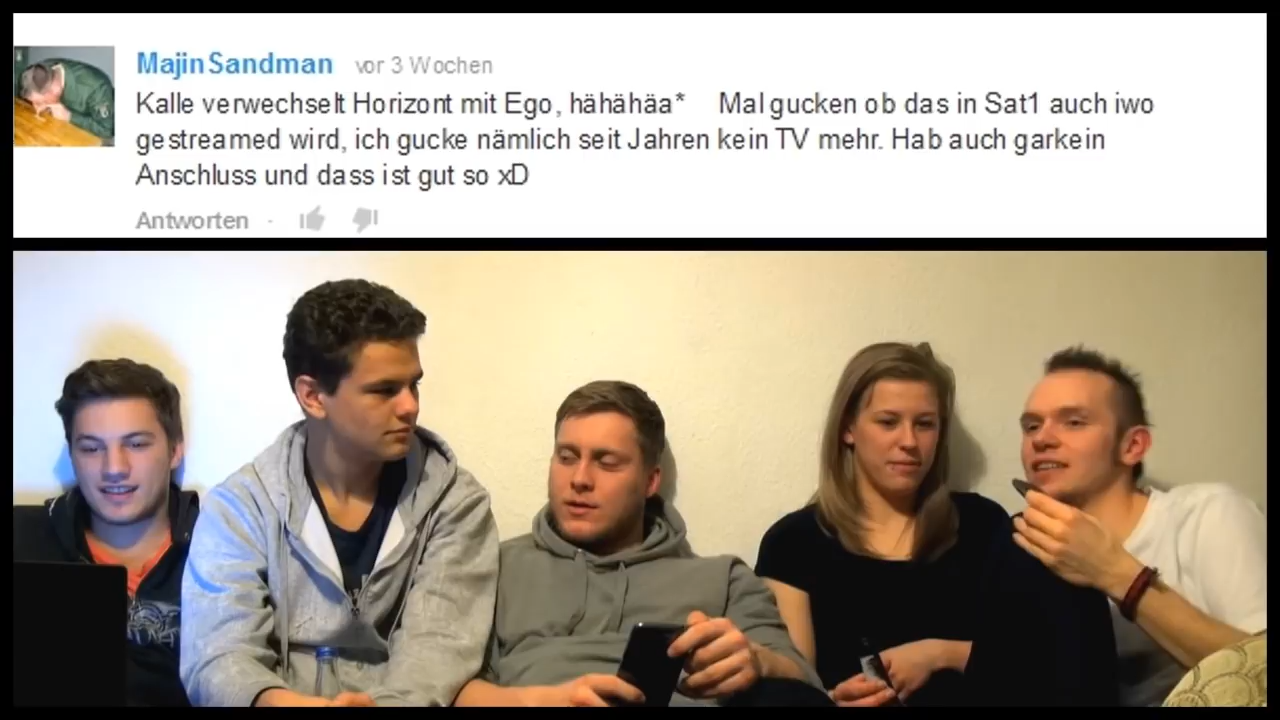 MajinSandman vor 3 Wochen
Kalle verwechselt Horizont mit Ego, hähähäa* Mal gucken ob das in Sat1 auch iwo
gestreamed wird, ich gucke nämlich seit Jahren kein TV mehr. Hab auch garkein
Anschluss und dass ist gut so xD
Antworten ·